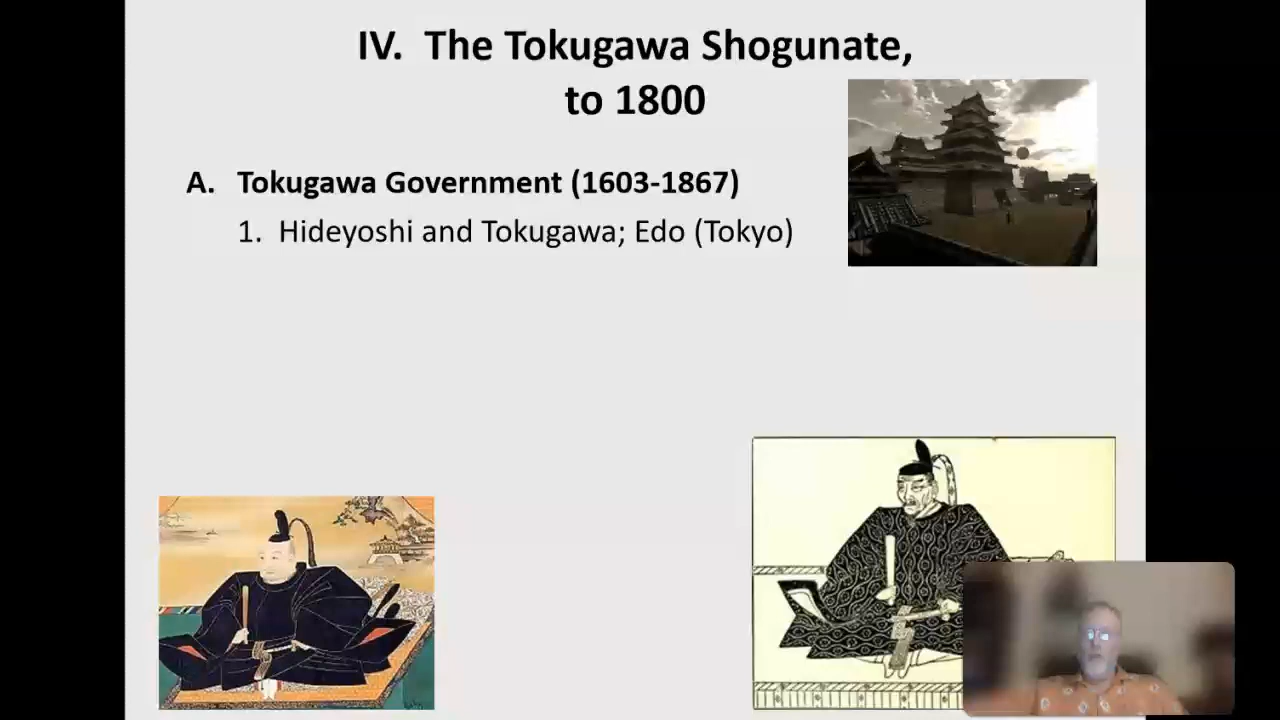 IV. The Tokugawa Shogunate,
to 1800
A. Tokugawa Government (1603-1867)
1. Hideyoshi and Tokugawa; Edo (Tokyo)